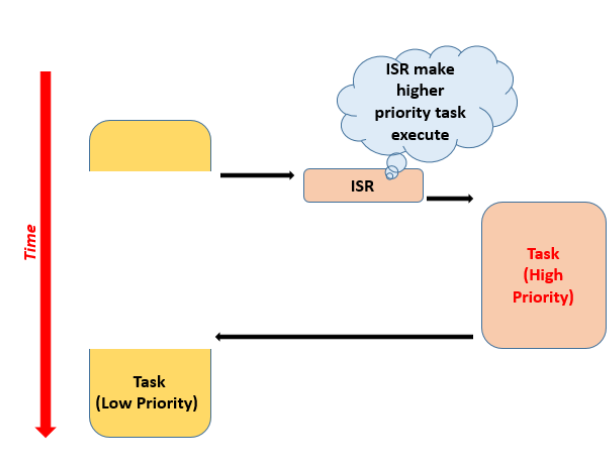 ISR make
higher
priority task
execute
ISR
Time
Task
(High
Priority)
Task
(Low Priority)